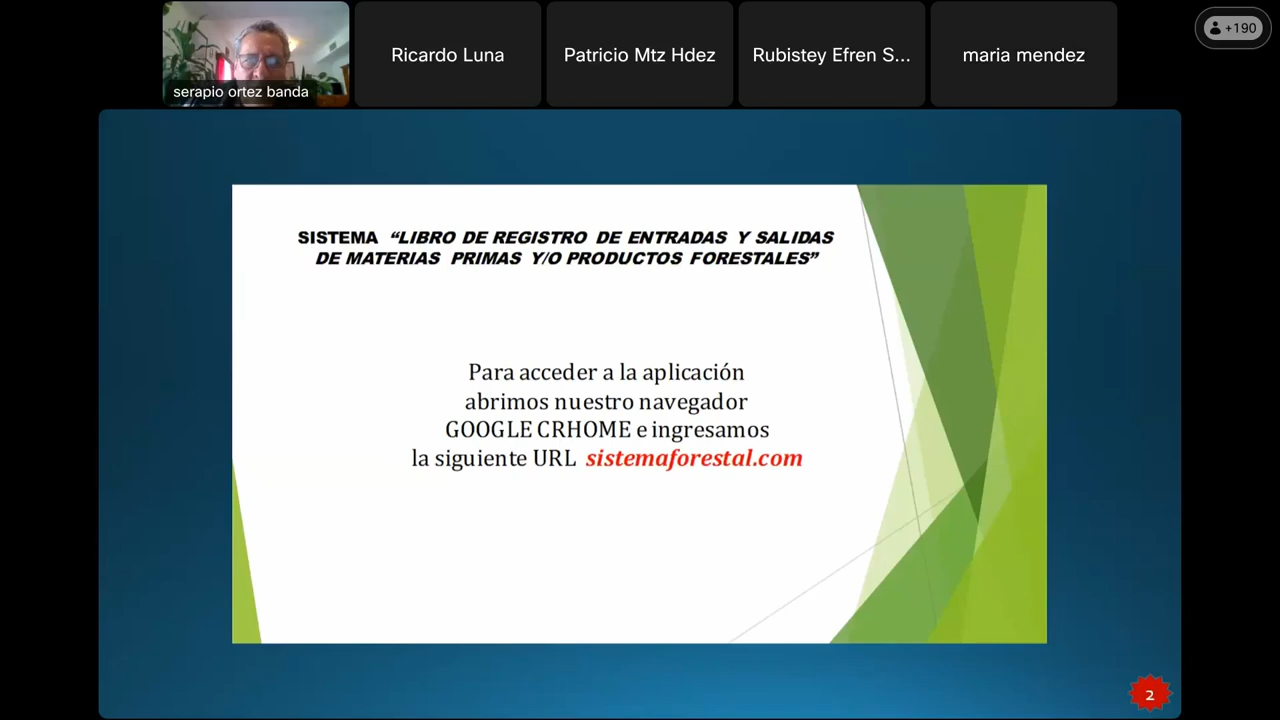 serapio ortez banda
Ricardo Luna
Patricio Mtz Hdez
Rubistey Efren S...
maria mendez
+190
SISTEMA “LIBRO DE REGISTRO DE ENTRADAS Y SALIDAS
DE MATERIAS PRIMAS Y/O PRODUCTOS FORESTALES”
Para acceder a la aplicación
abrimos nuestro navegador
GOOGLE CRHOME e ingresamos
la siguiente URL sistemaforestal.com
2